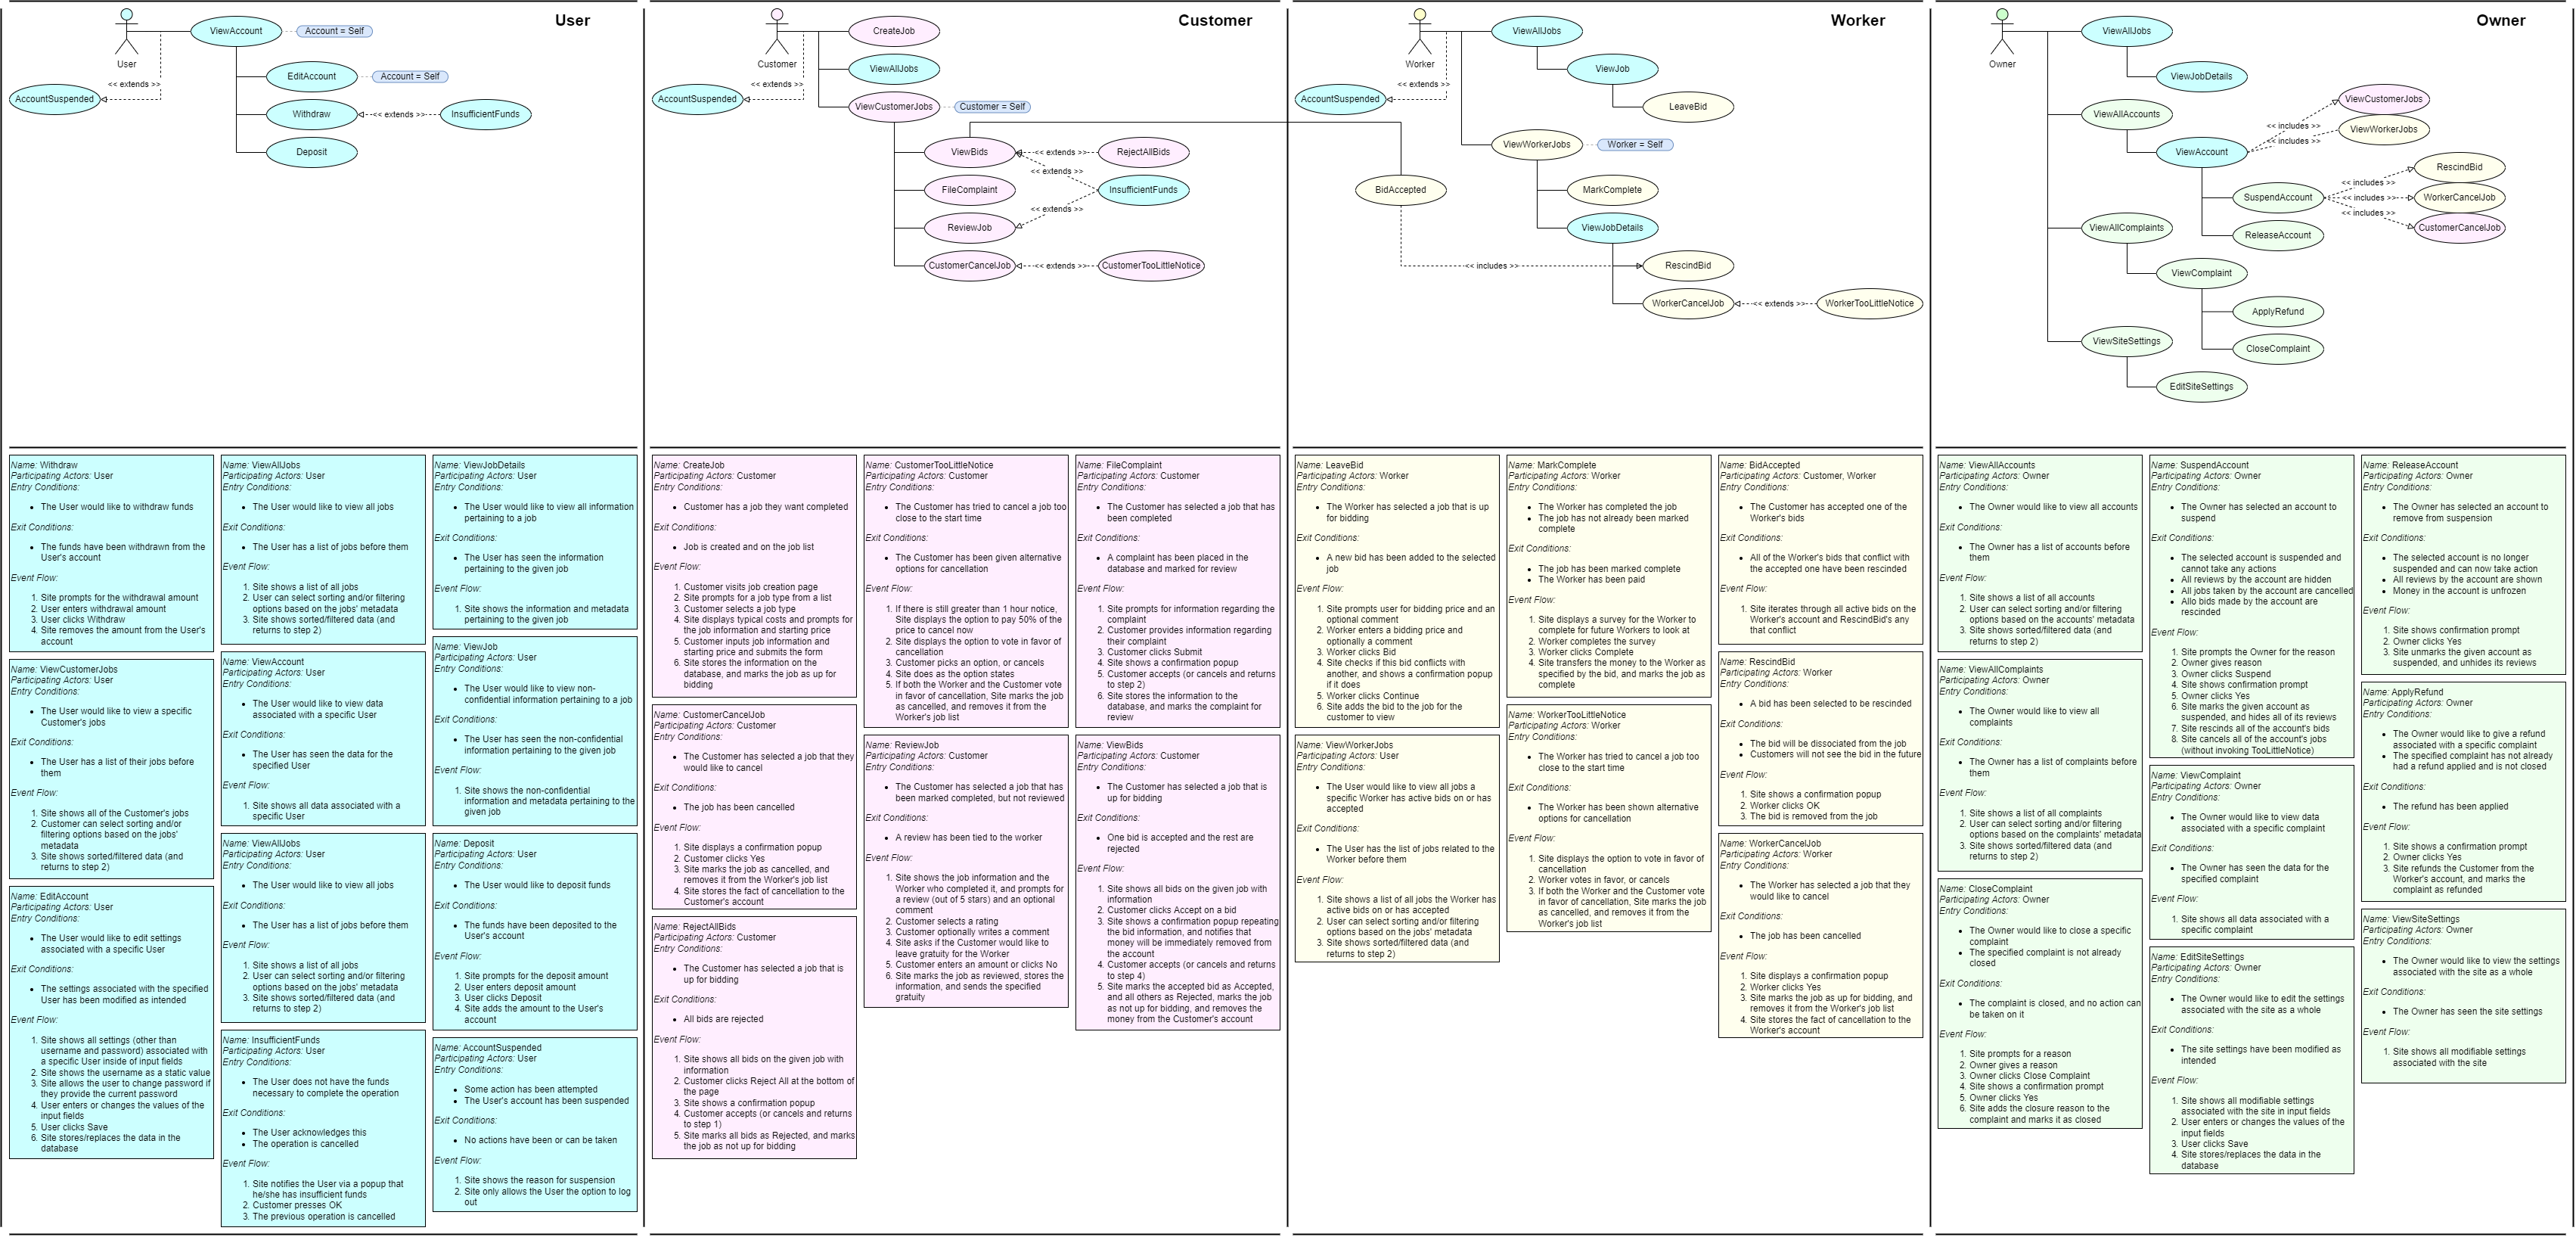 User
ViewAccount
Account = Self
User
<< extends >>
AccountSuspended
EditAccount
Account = Self
Withdraw
<< extends >>
InsufficientFunds
Deposit
Customer
CreateJob
Customer
ViewAllJobs
<< extends >>
AccountSuspended
ViewCustomerJobs
Customer = Self
ViewBids
<< extends >>
RejectAllBids
<< extends >>
FileComplaint
InsufficientFunds
<< extends >>
ReviewJob
CustomerCancelJob
<< extends >>
CustomerTooLittleNotice
Worker
ViewAllJobs
Worker
ViewJob
<< extends >>
AccountSuspended
LeaveBid
ViewWorkerJobs
Worker = Self
BidAccepted
MarkComplete
ViewJobDetails
<< includes >>
RescindBid
WorkerCancelJob
<< extends >>
WorkerTooLittleNotice
Owner
ViewAllJobs
Owner
ViewJobDetails
ViewAllAccounts
ViewCustomerJobs
<< includes >>
ViewWorkerJobs
<< includes >>
ViewAccount
RescindBid
<< includes >>
SuspendAccount
<< includes >>
WorkerCancelJob
<< includes >>
CustomerCancelJob
ViewAllComplaints
ReleaseAccount
ViewComplaint
ApplyRefund
ViewSiteSettings
CloseComplaint
EditSiteSettings
Name: Withdraw
Participating Actors: User
Entry Conditions:
• The User would like to withdraw funds
Exit Conditions:
• The funds have been withdrawn from the
User's account
Event Flow:
1. Site prompts for the withdrawal amount
2. User enters withdrawal amount
3. User clicks Withdraw
4. Site removes the amount from the User's
account
Name: ViewCustomerJobs
Participating Actors: User
Entry Conditions:
• The User would like to view a specific
Customer's jobs
Exit Conditions:
• The User has a list of their jobs before
them
Event Flow:
1. Site shows all of the Customer's jobs
2. Customer can select sorting and/or
filtering options based on the jobs'
metadata
3. Site shows sorted/filtered data (and
returns to step 2)
Name: EditAccount
Participating Actors: User
Entry Conditions:
• The User would like to edit settings
associated with a specific User
Exit Conditions:
• The settings associated with the specified
User has been modified as intended
Event Flow:
1. Site shows all settings (other than
username and password) associated with
a specific User inside of input fields
2. Site shows the username as a static value
3. Site allows the user to change password if
they provide the current password
4. User enters or changes the values of the
input fields
5. User clicks Save
6. Site stores/replaces the data in the
database
Name: ViewAllJobs
Participating Actors: User
Entry Conditions:
• The User would like to view all jobs
Exit Conditions:
• The User has a list of jobs before them
Event Flow:
1. Site shows a list of all jobs
2. User can select sorting and/or filtering
options based on the jobs' metadata
3. Site shows sorted/filtered data (and
returns to step 2)
Name: ViewAccount
Participating Actors: User
Entry Conditions:
• The User would like to view data
associated with a specific User
Exit Conditions:
• The User has seen the data for the
specified User
Event Flow:
1. Site shows all data associated with a
specific User
Name: ViewAllJobs
Participating Actors: User
Entry Conditions:
• The User would like to view all jobs
Exit Conditions:
• The User has a list of jobs before them
Event Flow:
1. Site shows a list of all jobs
2. User can select sorting and/or filtering
options based on the jobs' metadata
3. Site shows sorted/filtered data (and
returns to step 2)
Name: InsufficientFunds
Participating Actors: User
Entry Conditions:
• The User does not have the funds
necessary to complete the operation
Exit Conditions:
• The User acknowledges this
• The operation is cancelled
Event Flow:
1. Site notifies the User via a popup that
he/she has insufficient funds
2. Customer presses OK
3. The previous operation is cancelled
Name: ViewJobDetails
Participating Actors: User
Entry Conditions:
• The User would like to view all information
pertaining to a job
Exit Conditions:
• The User has seen the information
pertaining to the given job
Event Flow:
1. Site shows the information and metadata
pertaining to the given job
Name: ViewJob
Participating Actors: User
Entry Conditions:
• The User would like to view non-
confidential information pertaining to a job
Exit Conditions:
• The User has seen the non-confidential
information pertaining to the given job
Event Flow:
1. Site shows the non-confidential
information and metadata pertaining to the
given job
Name: Deposit
Participating Actors: User
Entry Conditions:
• The User would like to deposit funds
Exit Conditions:
• The funds have been deposited to the
User's account
Event Flow:
1. Site prompts for the deposit amount
2. User enters deposit amount
3. User clicks Deposit
4. Site adds the amount to the User's
account
Name: AccountSuspended
Participating Actors: User
Entry Conditions:
• Some action has been attempted
• The User's account has been suspended
Exit Conditions:
• No actions have been or can be taken
Event Flow:
1. Site shows the reason for suspension
2. Site only allows the User the option to log
out
Name: CreateJob
Participating Actors: Customer
Entry Conditions:
• Customer has a job they want completed
Exit Conditions:
• Job is created and on the job list
Event Flow:
1. Customer visits job creation page
2. Site prompts for a job type from a list
3. Customer selects a job type
4. Site displays typical costs and prompts for
the job information and starting price
5. Customer inputs job information and
starting price and submits the form
6. Site stores the information on the
database, and marks the job as up for
bidding
Name: CustomerCancelJob
Participating Actors: Customer
Entry Conditions:
• The Customer has selected a job that they
would like to cancel
Exit Conditions:
• The job has been cancelled
Event Flow:
1. Site displays a confirmation popup
2. Customer clicks Yes
3. Site marks the job as cancelled, and
removes it from the Worker's job list
4. Site stores the fact of cancellation to the
Customer's account
Name: RejectAllBids
Participating Actors: Customer
Entry Conditions:
• The Customer has selected a job that is
up for bidding
Exit Conditions:
• All bids are rejected
Event Flow:
1. Site shows all bids on the given job with
information
2. Customer clicks Reject All at the bottom of
the page
3. Site shows a confirmation popup
4. Customer accepts (or cancels and returns
to step 1)
5. Site marks all bids as Rejected, and marks
the job as not up for bidding
Name: CustomerTooLittleNotice
Participating Actors: Customer
Entry Conditions:
• The Customer has tried to cancel a job too
close to the start time
Exit Conditions:
• The Customer has been given alternative
options for cancellation
Event Flow:
1. If there is still greater than 1 hour notice,
Site displays the option to pay 50% of the
price to cancel now
2. Site displays the option to vote in favor of
cancellation
3. Customer picks an option, or cancels
4. Site does as the option states
5. If both the Worker and the Customer vote
in favor of cancellation, Site marks the job
as cancelled, and removes it from the
Worker's job list
Name: ReviewJob
Participating Actors: Customer
Entry Conditions:
• The Customer has selected a job that has
been marked completed, but not reviewed
Exit Conditions:
• A review has been tied to the worker
Event Flow:
1. Site shows the job information and the
Worker who completed it, and prompts for
a review (out of 5 stars) and an optional
comment
2. Customer selects a rating
3. Customer optionally writes a comment
4. Site asks if the Customer would like to
leave gratuity for the Worker
5. Customer enters an amount or clicks No
6. Site marks the job as reviewed, stores the
information, and sends the specified
gratuity
Name: FileComplaint
Participating Actors: Customer
Entry Conditions:
• The Customer has selected a job that has
been completed
Exit Conditions:
• A complaint has been placed in the
database and marked for review
Event Flow:
1. Site prompts for information regarding the
complaint
2. Customer provides information regarding
their complaint
3. Customer clicks Submit
4. Site shows a confirmation popup
5. Customer accepts (or cancels and returns
to step 2)
6. Site stores the information to the
database, and marks the complaint for
review
Name: ViewBids
Participating Actors: Customer
Entry Conditions:
• The Customer has selected a job that is
up for bidding
Exit Conditions:
• One bid is accepted and the rest are
rejected
Event Flow:
1. Site shows all bids on the given job with
information
2. Customer clicks Accept on a bid
3. Site shows a confirmation popup repeating
the bid information, and notifies that
money will be immediately removed from
the account
4. Customer accepts (or cancels and returns
to step 4)
5. Site marks the accepted bid as Accepted,
and all others as Rejected, marks the job
as not up for bidding, and removes the
money from the Customer's account
Name: LeaveBid
Participating Actors: Worker
Entry Conditions:
• The Worker has selected a job that is up
for bidding
Exit Conditions:
• A new bid has been added to the selected
job
Event Flow:
1. Site prompts user for bidding price and an
optional comment
2. Worker enters a bidding price and
optionally a comment
3. Worker clicks Bid
4. Site checks if this bid conflicts with
another, and shows a confirmation popup
if it does
5. Worker clicks Continue
6. Site adds the bid to the job for the
customer to view
Name: ViewWorkerJobs
Participating Actors: User
Entry Conditions:
• The User would like to view all jobs
a specific Worker has active bids on or has
accepted
Exit Conditions:
• The User has the list of jobs related to the
Worker before them
Event Flow:
1. Site shows a list of all jobs the Worker has
active bids on or has accepted
2. User can select sorting and/or filtering
options based on the jobs' metadata
3. Site shows sorted/filtered data (and
returns to step 2)
Name: MarkComplete
Participating Actors: Worker
Entry Conditions:
• The Worker has completed the job
• The job has not already been marked
complete
Exit Conditions:
• The job has been marked complete
• The Worker has been paid
Event Flow:
1. Site displays a survey for the Worker to
complete for future Workers to look at
2. Worker completes the survey
3. Worker clicks Complete
4. Site transfers the money to the Worker as
specified by the bid, and marks the job as
complete
Name: WorkerTooLittleNotice
Participating Actors: Worker
Entry Conditions:
• The Worker has tried to cancel a job too
close to the start time
Exit Conditions:
• The Worker has been shown alternative
options for cancellation
Event Flow:
1. Site displays the option to vote in favor of
cancellation
2. Worker votes in favor, or cancels
3. If both the Worker and the Customer vote
in favor of cancellation, Site marks the job
as cancelled, and removes it from the
Worker's job list
Name: BidAccepted
Participating Actors: Customer, Worker
Entry Conditions:
• The Customer has accepted one of the
Worker's bids
Exit Conditions:
• All of the Worker's bids that conflict with
the accepted one have been rescinded
Event Flow:
1. Site iterates through all active bids on the
Worker's account and RescindBid's any
that conflict
Name: RescindBid
Participating Actors: Worker
Entry Conditions:
• A bid has been selected to be rescinded
Exit Conditions:
• The bid will be dissociated from the job
• Customers will not see the bid in the future
Event Flow:
1. Site shows a confirmation popup
2. Worker clicks OK
3. The bid is removed from the job
Name: WorkerCancelJob
Participating Actors: Worker
Entry Conditions:
• The Worker has selected a job that they
would like to cancel
Exit Conditions:
• The job has been cancelled
Event Flow:
1. Site displays a confirmation popup
2. Worker clicks Yes
3. Site marks the job as up for bidding, and
removes it from the Worker's job list
4. Site stores the fact of cancellation to the
Worker's account
Name: ViewAllAccounts
Participating Actors: Owner
Entry Conditions:
• The Owner would like to view all accounts
Exit Conditions:
• The Owner has a list of accounts before
them
Event Flow:
1. Site shows a list of all accounts
2. User can select sorting and/or filtering
options based on the accounts' metadata
3. Site shows sorted/filtered data (and
returns to step 2)
Name: ViewAllComplaints
Participating Actors: Owner
Entry Conditions:
• The Owner would like to view all
complaints
Exit Conditions:
• The Owner has a list of complaints before
them
Event Flow:
1. Site shows a list of all complaints
2. User can select sorting and/or filtering
options based on the complaints' metadata
3. Site shows sorted/filtered data (and
returns to step 2)
Name: CloseComplaint
Participating Actors: Owner
Entry Conditions:
• The Owner would like to close a specific
complaint
• The specified complaint is not already
closed
Exit Conditions:
• The complaint is closed, and no action can
be taken on it
Event Flow:
1. Site prompts for a reason
2. Owner gives a reason
3. Owner clicks Close Complaint
4. Site shows a confirmation prompt
5. Owner clicks Yes
6. Site adds the closure reason to the
complaint and marks it as closed
Name: SuspendAccount
Participating Actors: Owner
Entry Conditions:
• The Owner has selected an account to
suspend
Exit Conditions:
• The selected account is suspended and
cannot take any actions
• All reviews by the account are hidden
• All jobs taken by the account are cancelled
• Allo bids made by the account are
rescinded
Event Flow:
1. Site prompts the Owner for the reason
2. Owner gives reason
3. Owner clicks Suspend
4. Site shows confirmation prompt
5. Owner clicks Yes
6. Site marks the given account as
suspended, and hides all of its reviews
7. Site rescinds all of the account's bids
8. Site cancels all of the account's jobs
(without invoking TooLittleNotice)
Name: ViewComplaint
Participating Actors: Owner
Entry Conditions:
• The Owner would like to view data
associated with a specific complaint
Exit Conditions:
• The Owner has seen the data for the
specified complaint
Event Flow:
1. Site shows all data associated with a
specific complaint
Name: EditSiteSettings
Participating Actors: Owner
Entry Conditions:
• The Owner would like to edit the settings
associated with the site as a whole
Exit Conditions:
• The site settings have been modified as
intended
Event Flow:
1. Site shows all modifiable settings
associated with the site in input fields
2. User enters or changes the values of the
input fields
3. User clicks Save
4. Site stores/replaces the data in the
database
Name: ReleaseAccount
Participating Actors: Owner
Entry Conditions:
• The Owner has selected an account to
remove from suspension
Exit Conditions:
• The selected account is no longer
suspended and can now take action
• All reviews by the account are shown
• Money in the account is unfrozen
Event Flow:
1. Site shows confirmation prompt
2. Owner clicks Yes
3. Site unmarks the given account as
suspended, and unhides its reviews
Name: ApplyRefund
Participating Actors: Owner
Entry Conditions:
• The Owner would like to give a refund
associated with a specific complaint
• The specified complaint has not already
had a refund applied and is not closed
Exit Conditions:
• The refund has been applied
Event Flow:
1. Site shows a confirmation prompt
2. Owner clicks Yes
3. Site refunds the Customer from the
Worker's account, and marks the
complaint as refunded
Name: ViewSiteSettings
Participating Actors: Owner
Entry Conditions:
• The Owner would like to view the settings
associated with the site as a whole
Exit Conditions:
• The Owner has seen the site settings
Event Flow:
1. Site shows all modifiable settings
associated with the site